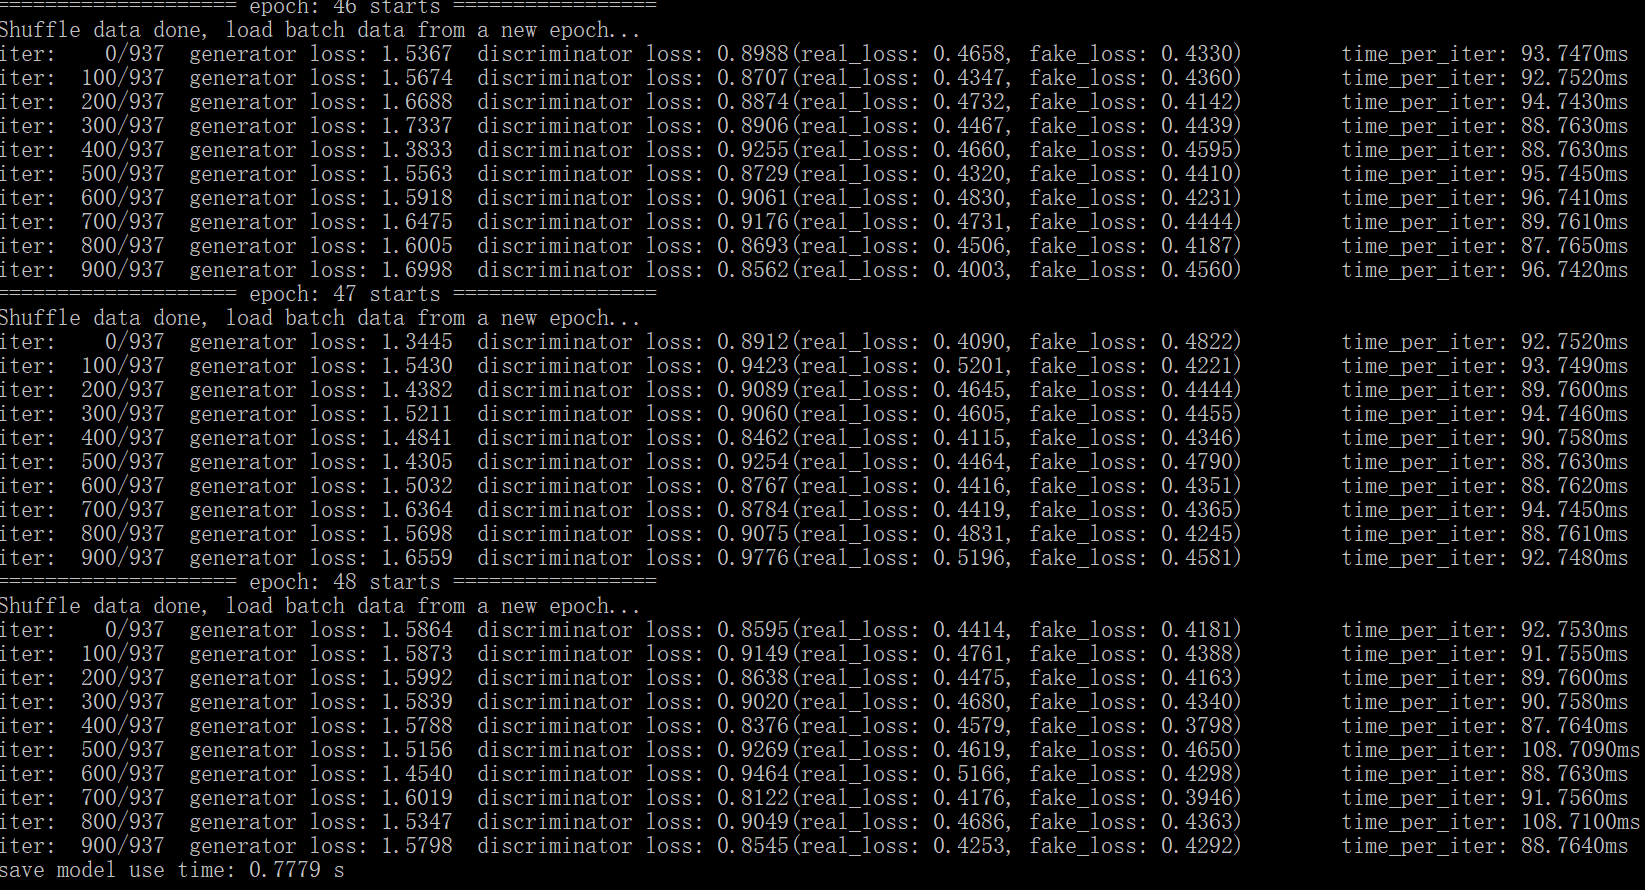 ==================== epoch: 46 starts =================
Shuffle data done, load batch data from a new epoch...
iter:    0/937  generator loss: 1.5367  discriminator loss: 0.8988(real_loss: 0.4658, fake_loss: 0.4330)        time_per_iter: 93.7470ms
iter:  100/937  generator loss: 1.5674  discriminator loss: 0.8707(real_loss: 0.4347, fake_loss: 0.4360)        time_per_iter: 92.7520ms
iter:  200/937  generator loss: 1.6688  discriminator loss: 0.8874(real_loss: 0.4732, fake_loss: 0.4142)        time_per_iter: 94.7430ms
iter:  300/937  generator loss: 1.7337  discriminator loss: 0.8906(real_loss: 0.4467, fake_loss: 0.4439)        time_per_iter: 88.7630ms
iter:  400/937  generator loss: 1.3833  discriminator loss: 0.9255(real_loss: 0.4660, fake_loss: 0.4595)        time_per_iter: 88.7630ms
iter:  500/937  generator loss: 1.5563  discriminator loss: 0.8729(real_loss: 0.4320, fake_loss: 0.4410)        time_per_iter: 95.7450ms
iter:  600/937  generator loss: 1.5918  discriminator loss: 0.9061(real_loss: 0.4830, fake_loss: 0.4231)        time_per_iter: 96.7410ms
iter:  700/937  generator loss: 1.6475  discriminator loss: 0.9176(real_loss: 0.4731, fake_loss: 0.4444)        time_per_iter: 89.7610ms
iter:  800/937  generator loss: 1.6005  discriminator loss: 0.8693(real_loss: 0.4506, fake_loss: 0.4187)        time_per_iter: 87.7650ms
iter:  900/937  generator loss: 1.6998  discriminator loss: 0.8562(real_loss: 0.4003, fake_loss: 0.4560)        time_per_iter: 96.7420ms
==================== epoch: 47 starts =================
Shuffle data done, load batch data from a new epoch...
iter:    0/937  generator loss: 1.3445  discriminator loss: 0.8912(real_loss: 0.4090, fake_loss: 0.4822)        time_per_iter: 92.7520ms
iter:  100/937  generator loss: 1.5430  discriminator loss: 0.9423(real_loss: 0.5201, fake_loss: 0.4221)        time_per_iter: 93.7490ms
iter:  200/937  generator loss: 1.4382  discriminator loss: 0.9089(real_loss: 0.4645, fake_loss: 0.4444)        time_per_iter: 89.7600ms
iter:  300/937  generator loss: 1.5211  discriminator loss: 0.9060(real_loss: 0.4605, fake_loss: 0.4455)        time_per_iter: 94.7460ms
iter:  400/937  generator loss: 1.4841  discriminator loss: 0.8462(real_loss: 0.4115, fake_loss: 0.4346)        time_per_iter: 90.7580ms
iter:  500/937  generator loss: 1.4305  discriminator loss: 0.9254(real_loss: 0.4464, fake_loss: 0.4790)        time_per_iter: 88.7630ms
iter:  600/937  generator loss: 1.5032  discriminator loss: 0.8767(real_loss: 0.4416, fake_loss: 0.4351)        time_per_iter: 88.7620ms
iter:  700/937  generator loss: 1.6364  discriminator loss: 0.8784(real_loss: 0.4419, fake_loss: 0.4365)        time_per_iter: 94.7450ms
iter:  800/937  generator loss: 1.5698  discriminator loss: 0.9075(real_loss: 0.4831, fake_loss: 0.4245)        time_per_iter: 88.7610ms
iter:  900/937  generator loss: 1.6559  discriminator loss: 0.9776(real_loss: 0.5196, fake_loss: 0.4581)        time_per_iter: 92.7480ms
==================== epoch: 48 starts =================
Shuffle data done, load batch data from a new epoch...
iter:    0/937  generator loss: 1.5864  discriminator loss: 0.8595(real_loss: 0.4414, fake_loss: 0.4181)        time_per_iter: 92.7530ms
iter:  100/937  generator loss: 1.5873  discriminator loss: 0.9149(real_loss: 0.4761, fake_loss: 0.4388)        time_per_iter: 91.7550ms
iter:  200/937  generator loss: 1.5992  discriminator loss: 0.8638(real_loss: 0.4475, fake_loss: 0.4163)        time_per_iter: 89.7600ms
iter:  300/937  generator loss: 1.5839  discriminator loss: 0.9020(real_loss: 0.4680, fake_loss: 0.4340)        time_per_iter: 90.7580ms
iter:  400/937  generator loss: 1.5788  discriminator loss: 0.8376(real_loss: 0.4579, fake_loss: 0.3798)        time_per_iter: 87.7640ms
iter:  500/937  generator loss: 1.5156  discriminator loss: 0.9269(real_loss: 0.4619, fake_loss: 0.4650)        time_per_iter: 108.7090ms
iter:  600/937  generator loss: 1.4540  discriminator loss: 0.9464(real_loss: 0.5166, fake_loss: 0.4298)        time_per_iter: 88.7630ms
iter:  700/937  generator loss: 1.6019  discriminator loss: 0.8122(real_loss: 0.4176, fake_loss: 0.3946)        time_per_iter: 91.7560ms
iter:  800/937  generator loss: 1.5347  discriminator loss: 0.9049(real_loss: 0.4686, fake_loss: 0.4363)        time_per_iter: 108.7100ms
iter:  900/937  generator loss: 1.5798  discriminator loss: 0.8545(real_loss: 0.4253, fake_loss: 0.4292)        time_per_iter: 88.7640ms
save model use time: 0.7779 s